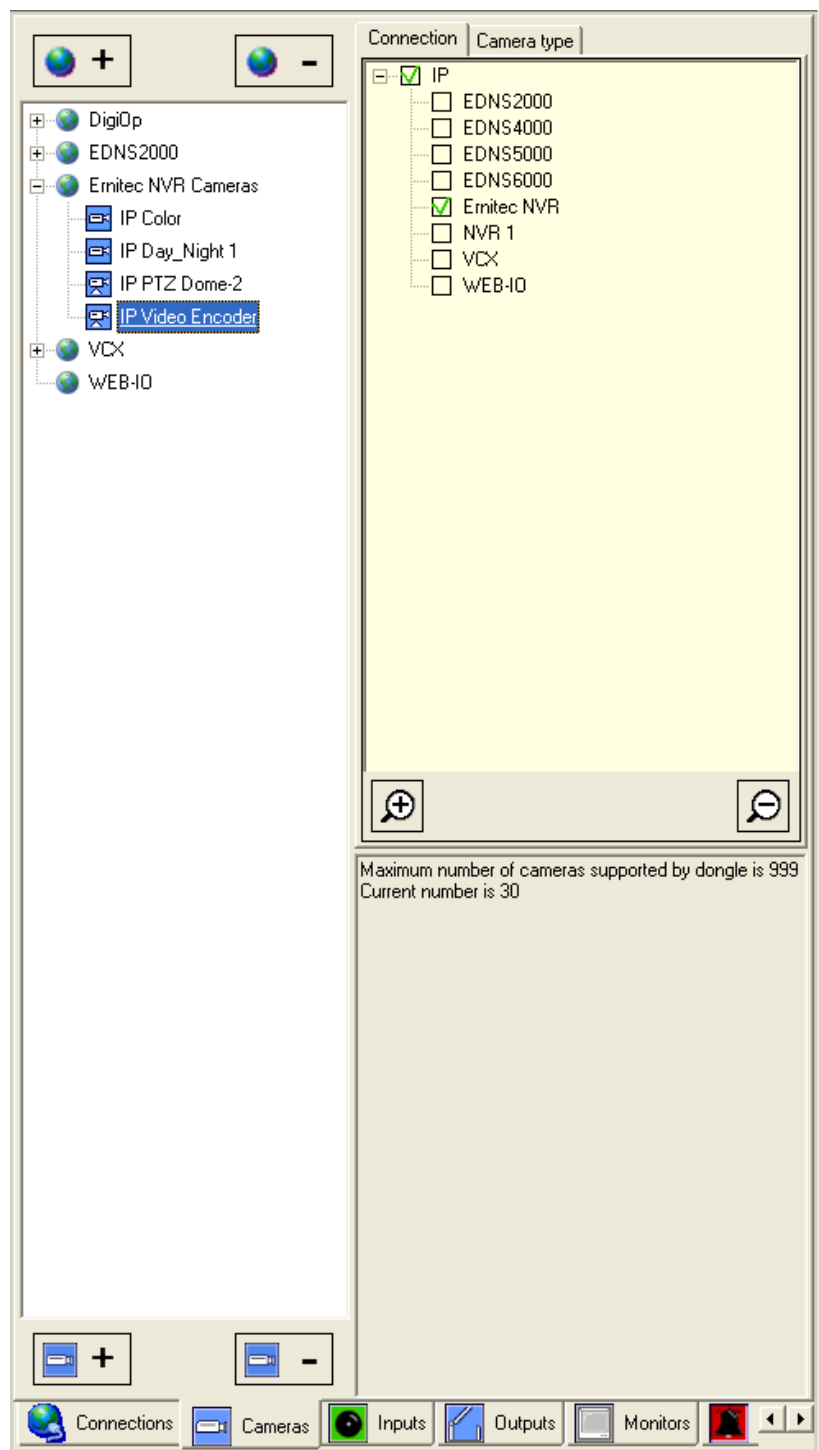 +
-
DigiOp
EDNS2000
Ernitec NVR Cameras
IP Color
IP Day_Night 1
IP PTZ Dome-2
IP Video Encoder
VCX
WEB-IO
+
-
Connection Camera type
IP
EDNS2000
EDNS4000
EDNS5000
EDNS6000
Ernitec NVR
NVR 1
VCX
WEB-IO
Maximum number of cameras supported by dongle is 999
Current number is 30
Connections Cameras Inputs Outputs Monitors